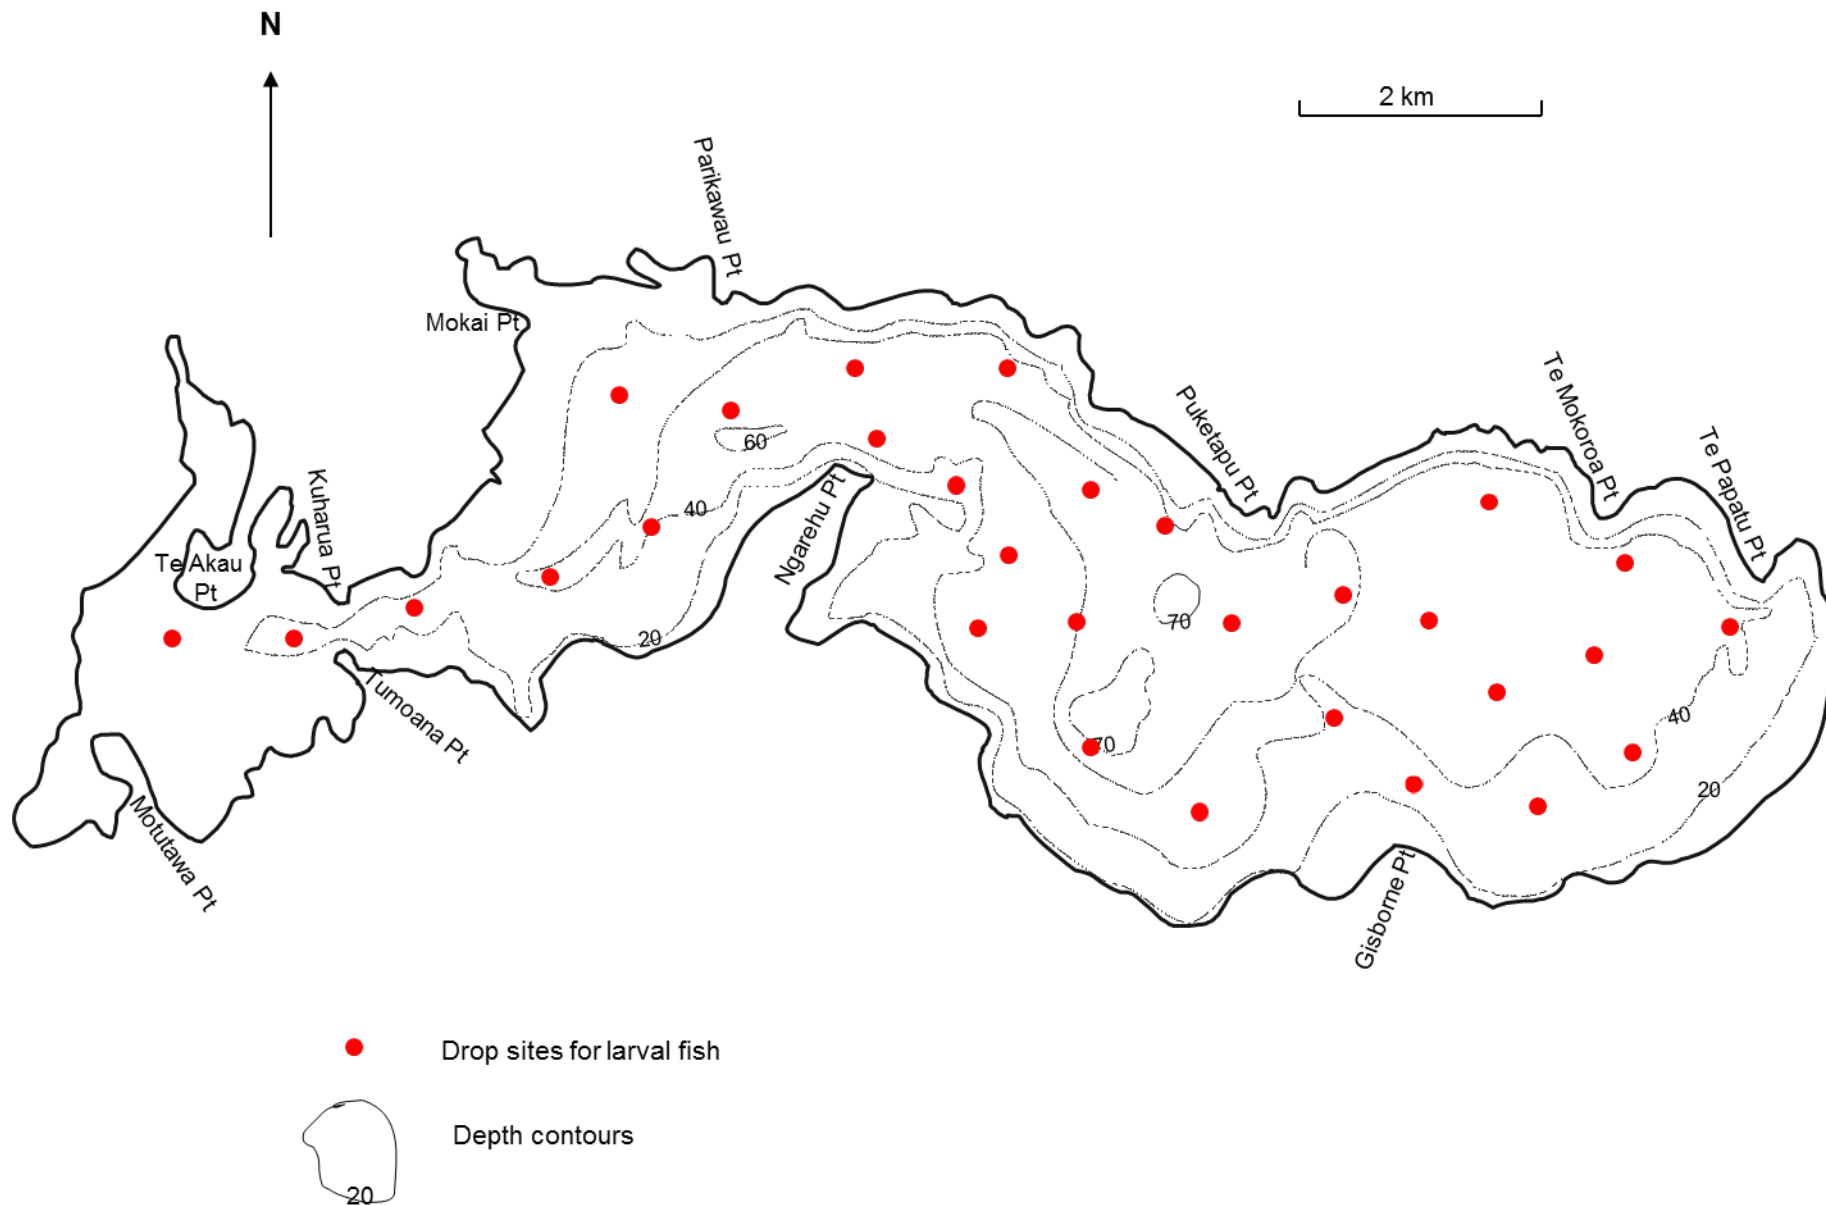 N
2 km
Parikawau Pt
Mokai Pt
Puketapu Pt
Te Mokoroa Pt
Te Papatu Pt
60
Kuharua Pt
40
Ngarehu Pt
Te Akau
Pt
20
70
Tumoana Pt
70
40
20
Motutawa Pt
Gisborne Pt
Drop sites for larval fish
Depth contours
20